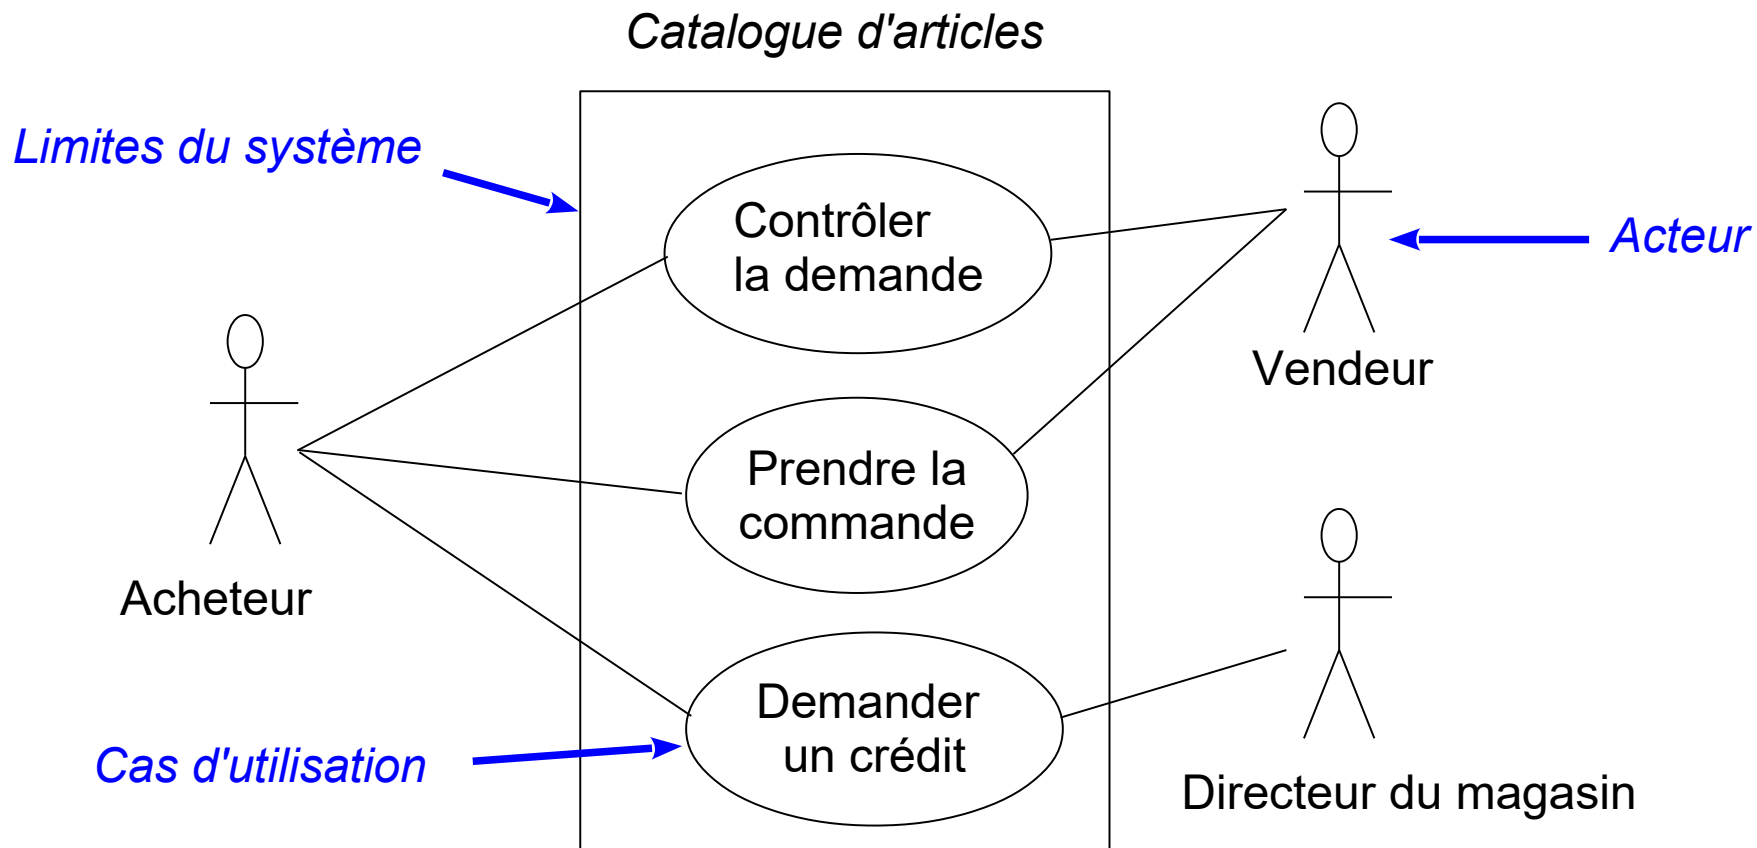 Catalogue d'articles
Limites du système
Contrôler
la demande
Acteur
Vendeur
Prendre la
commande
Acheteur
Demander
un crédit
Cas d'utilisation
Directeur du magasin